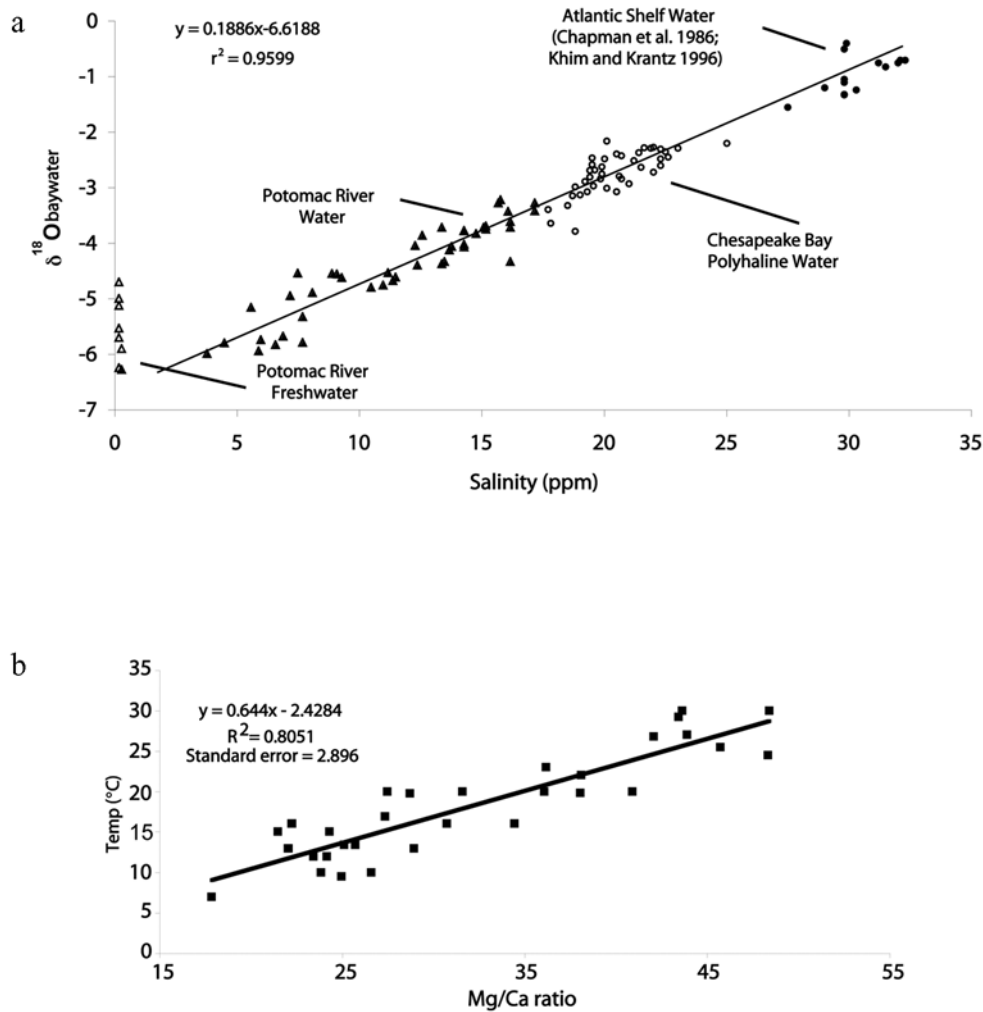 a
y = 0.1886x-6.6188
r² = 0.9599
Atlantic Shelf Water
(Chapman et al. 1986;
Khim and Krantz 1996)
Potomac River
Water
Chesapeake Bay
Polyhaline Water
Potomac River
Freshwater
δ¹⁸Obaywater
0
-1
-2
-3
-4
-5
-6
-7
0 5 10 15 20 25 30 35
Salinity (ppm)
b
y = 0.644x - 2.4284
R² = 0.8051
Standard error = 2.896
Temp (°C)
35
30
25
20
15
10
5
0
15 25 35 45 55
Mg/Ca ratio